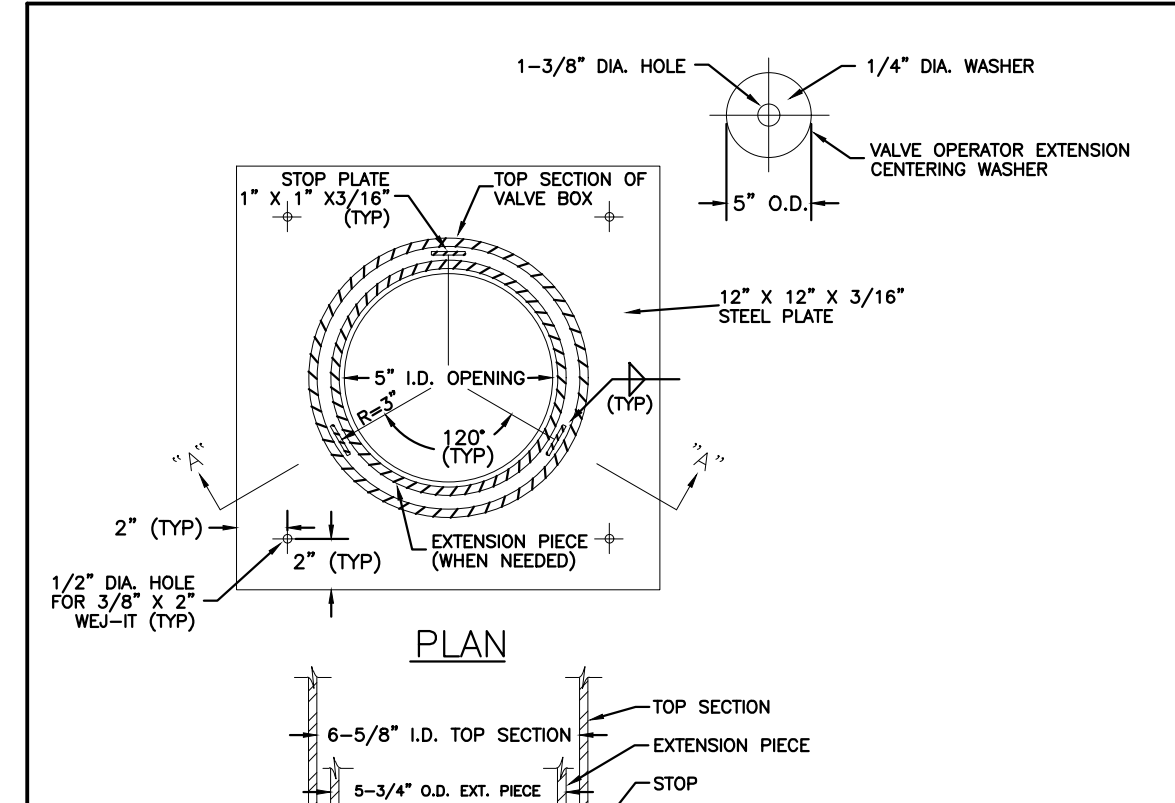 1-3/8" DIA. HOLE
1/4" DIA. WASHER
VALVE OPERATOR EXTENSION
CENTERING WASHER
5" O.D.
STOP PLATE
1" X 1" X3/16"
(TYP)
TOP SECTION OF
VALVE BOX
12" X 12" X 3/16"
STEEL PLATE
5" I.D. OPENING
R=3"
120°
(TYP)
(TYP)
"A"
"A"
2" (TYP)
2" (TYP)
EXTENSION PIECE
(WHEN NEEDED)
1/2" DIA. HOLE
FOR 3/8" X 2"
WEJ-IT (TYP)
PLAN
6-5/8" I.D. TOP SECTION
5-3/4" O.D. EXT. PIECE
TOP SECTION
EXTENSION PIECE
STOP